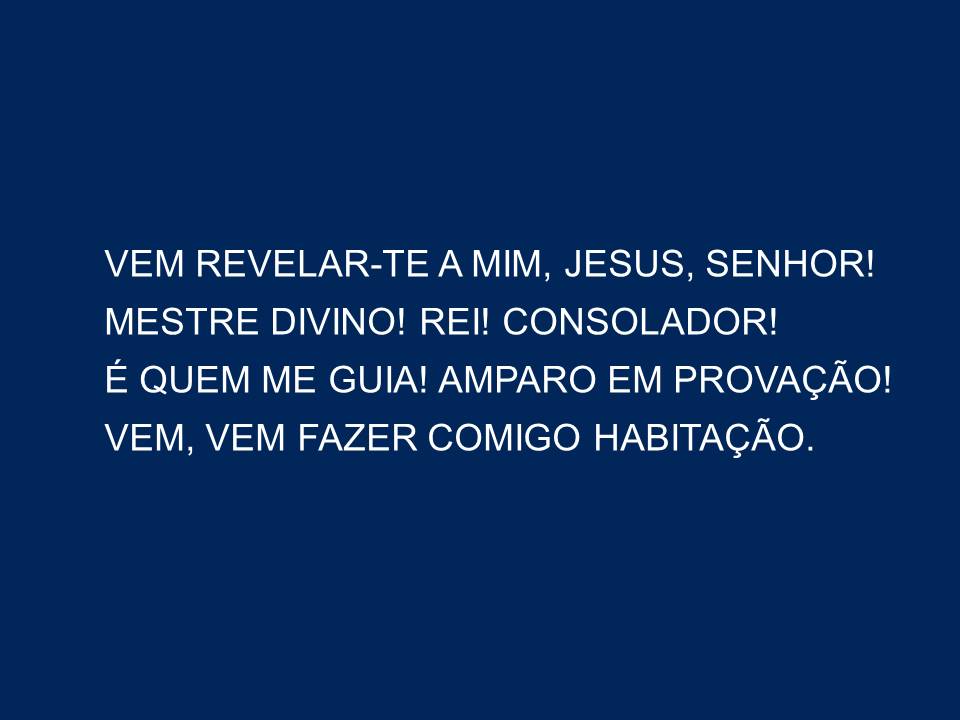 VEM REVELAR-TE A MIM, JESUS, SENHOR!
MESTRE DIVINO! REI! CONSOLADOR!
É QUEM ME GUIA! AMPARO EM PROVAÇÃO!
VEM, VEM FAZER COMIGO HABITAÇÃO.